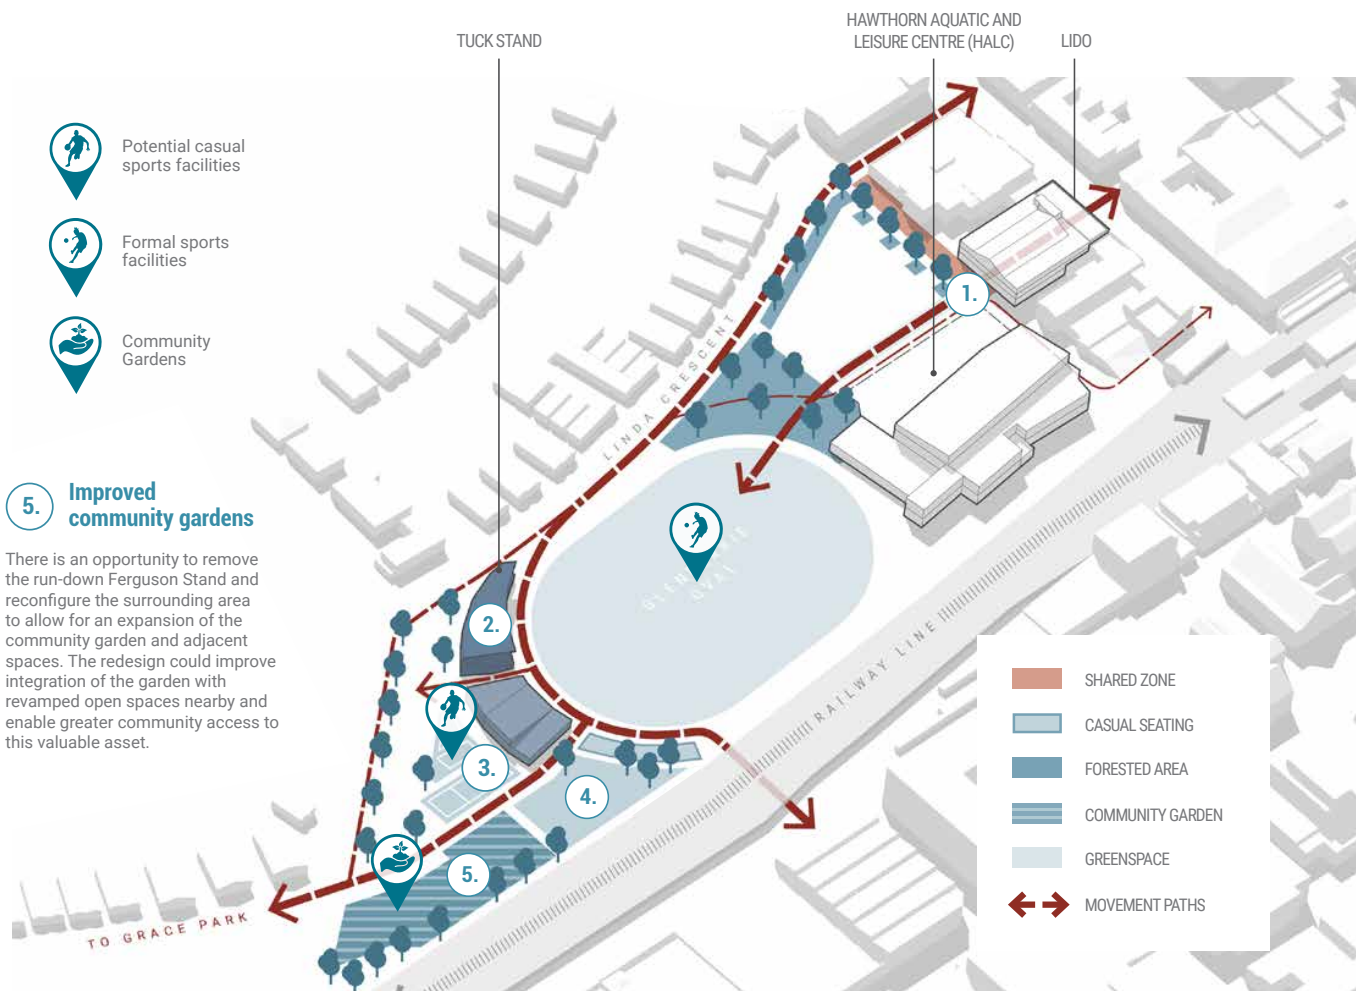 TUCK STAND
HAWTHORN AQUATIC AND
LEISURE CENTRE (HALC)
LIDO
Potential casual
sports facilities
Formal sports
facilities
Community
Gardens
5.
Improved
community gardens
There is an opportunity to remove
the run-down Ferguson Stand and
reconfigure the surrounding area
to allow for an expansion of the
community garden and adjacent
spaces. The redesign could improve
integration of the garden with
revamped open spaces nearby and
enable greater community access to
this valuable asset.
1.
LINDA CRESCENT
GLENFERRIE
OVAL
2.
3.
4.
5.
RAILWAY LINE
TO GRACE PARK
SHARED ZONE
CASUAL SEATING
FORESTED AREA
COMMUNITY GARDEN
GREENSPACE
MOVEMENT PATHS